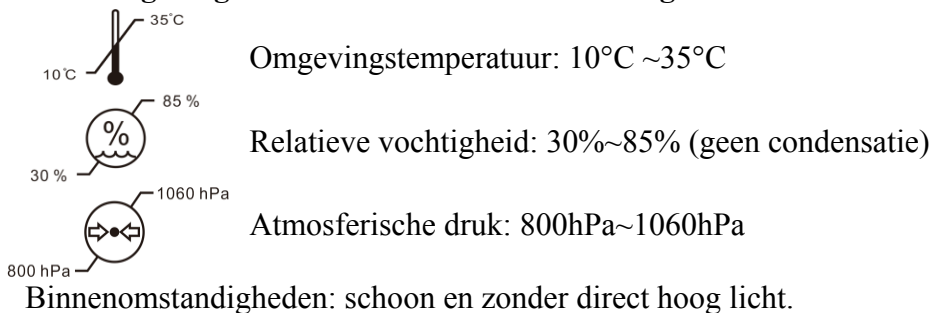 35°C
10°C
Omgevingstemperatuur: 10°C ~35°C
85 %
%
30 %
Relatieve vochtigheid: 30%~85% (geen condensatie)
1060 hPa
800 hPa
Atmosferische druk: 800hPa~1060hPa
Binnenomstandigheden: schoon en zonder direct hoog licht.